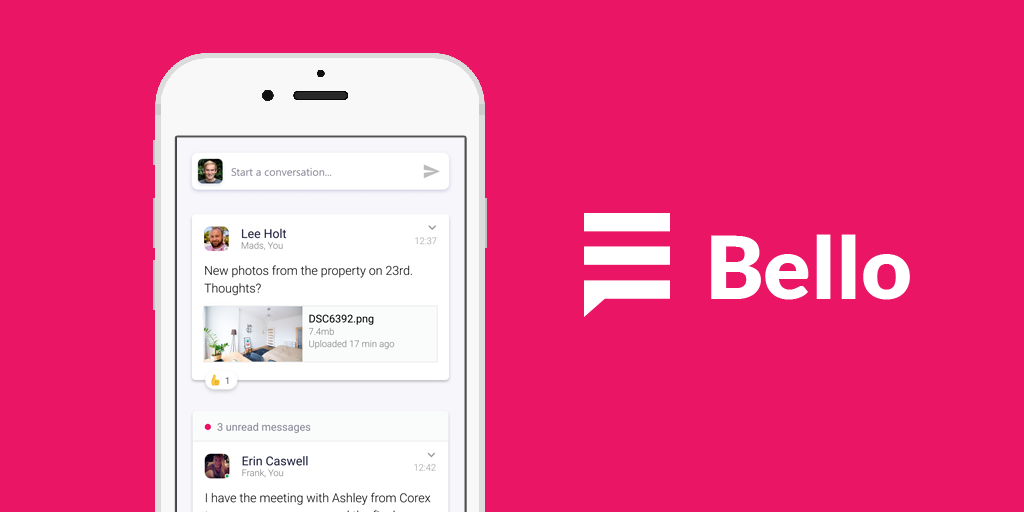 Start a conversation...
Lee Holt
12:37
Mads, You
New photos from the property on 23rd.
Thoughts?
DSC6392.png
7.4mb
Uploaded 17 min ago
1
3 unread messages
Erin Caswell
12:42
Frank, You
I have the meeting with Ashley from Corex
Bello